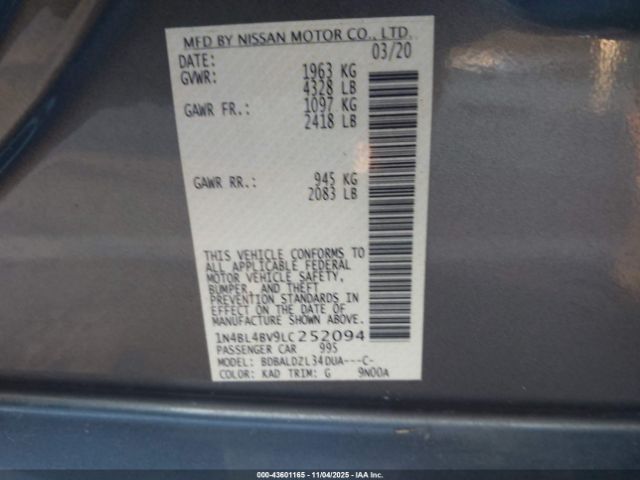 MFD BY NISSAN MOTOR CO., LTD.
DATE: 03/20
GVWR: 1963 KG
4328 LB
GAWR FR.: 1097 KG
2418 LB
GAWR RR.: 945 KG
2083 LB
THIS VEHICLE CONFORMS TO
ALL APPLICABLE FEDERAL
MOTOR VEHICLE SAFETY,
BUMPER, AND THEFT
PREVENTION STANDARDS IN
EFFECT ON THE DATE OF
MANUFACTURE SHOWN ABOVE.
1N4BL4BV9LC252094
PASSENGER CAR 995
MODEL: BDBALDZL34DUA---C-
COLOR: KAD TRIM: G 9N00A
00-43601165 - 11/04/2025 - IAA Inc.